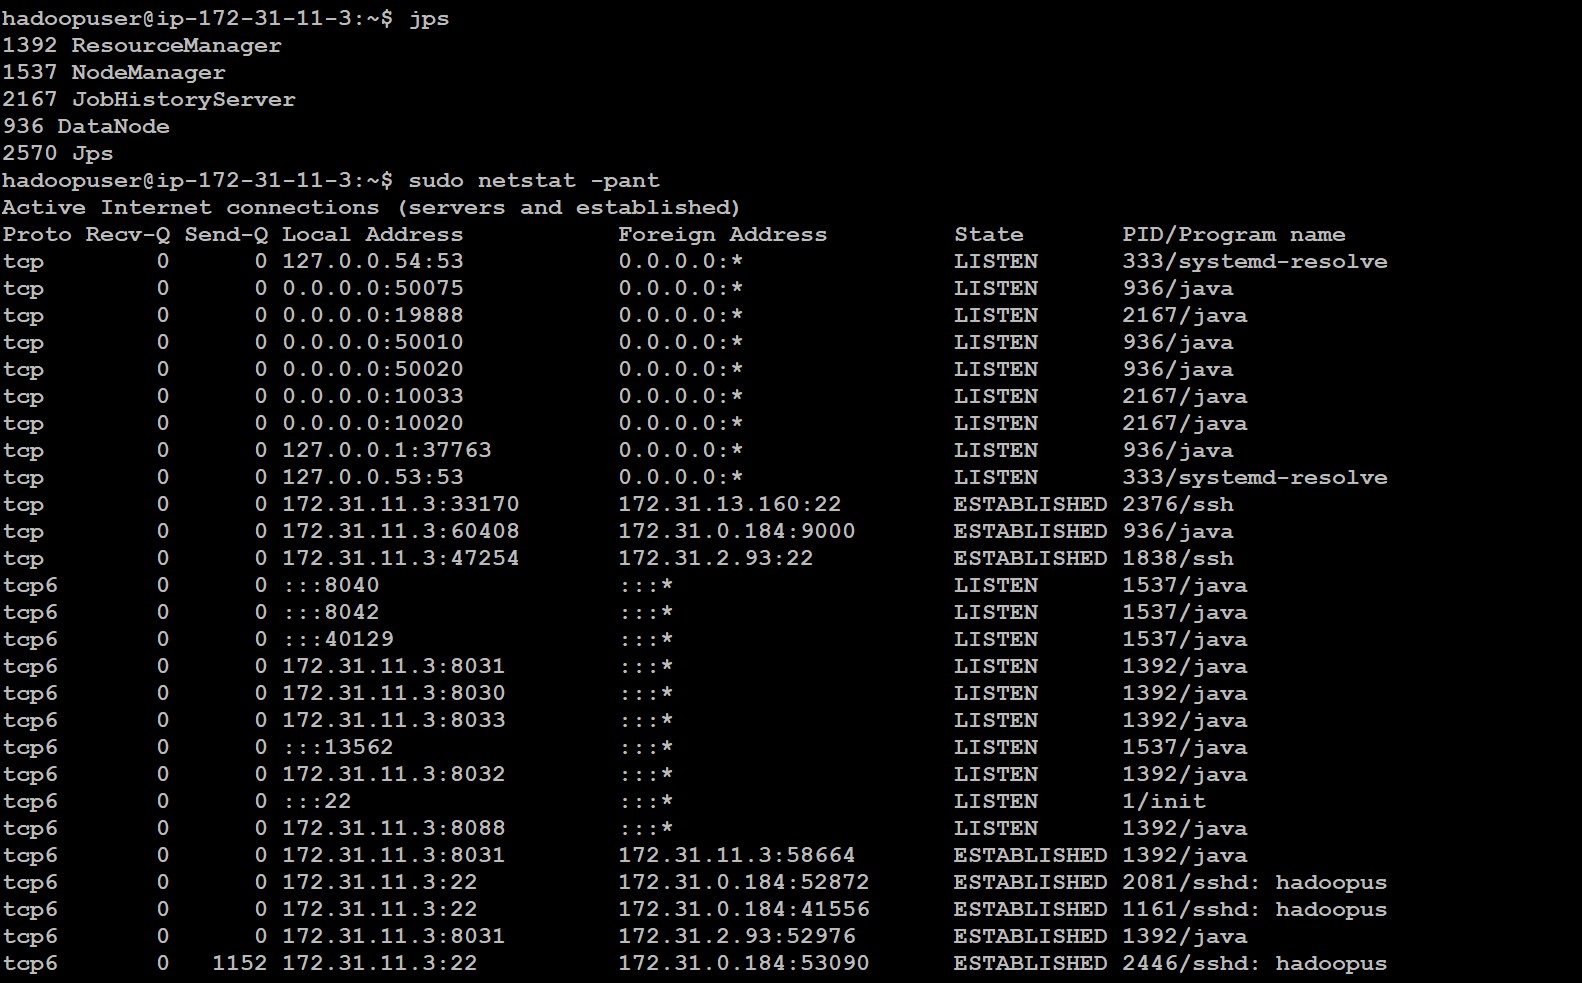 hadoopuser@ip-172-31-11-3:~$ jps
1392 ResourceManager
1537 NodeManager
2167 JobHistoryServer
936 DataNode
2570 Jps
hadoopuser@ip-172-31-11-3:~$ sudo netstat -pant
Active Internet connections (servers and established)
Proto Recv-Q Send-Q Local Address           Foreign Address         State       PID/Program name
tcp        0      0 127.0.0.54:53           0.0.0.0:*               LISTEN      333/systemd-resolve
tcp        0      0 0.0.0.0:50075           0.0.0.0:*               LISTEN      936/java
tcp        0      0 0.0.0.0:19888           0.0.0.0:*               LISTEN      2167/java
tcp        0      0 0.0.0.0:50010           0.0.0.0:*               LISTEN      936/java
tcp        0      0 0.0.0.0:50020           0.0.0.0:*               LISTEN      936/java
tcp        0      0 0.0.0.0:10033           0.0.0.0:*               LISTEN      2167/java
tcp        0      0 0.0.0.0:10020           0.0.0.0:*               LISTEN      2167/java
tcp        0      0 127.0.0.1:37763         0.0.0.0:*               LISTEN      936/java
tcp        0      0 127.0.0.53:53           0.0.0.0:*               LISTEN      333/systemd-resolve
tcp        0      0 172.31.11.3:33170       172.31.13.160:22        ESTABLISHED 2376/ssh
tcp        0      0 172.31.11.3:60408       172.31.0.184:9000       ESTABLISHED 936/java
tcp        0      0 172.31.11.3:47254       172.31.2.93:22          ESTABLISHED 1838/ssh
tcp6       0      0 :::8040                 :::*                    LISTEN      1537/java
tcp6       0      0 :::8042                 :::*                    LISTEN      1537/java
tcp6       0      0 :::40129                :::*                    LISTEN      1537/java
tcp6       0      0 172.31.11.3:8031        :::*                    LISTEN      1392/java
tcp6       0      0 172.31.11.3:8030        :::*                    LISTEN      1392/java
tcp6       0      0 172.31.11.3:8033        :::*                    LISTEN      1392/java
tcp6       0      0 :::13562                :::*                    LISTEN      1537/java
tcp6       0      0 172.31.11.3:8032        :::*                    LISTEN      1392/java
tcp6       0      0 :::22                   :::*                    LISTEN      1/init
tcp6       0      0 172.31.11.3:8088        :::*                    LISTEN      1392/java
tcp6       0      0 172.31.11.3:8031        172.31.11.3:58664       ESTABLISHED 1392/java
tcp6       0      0 172.31.11.3:22          172.31.0.184:52872      ESTABLISHED 2081/sshd: hadoopus
tcp6       0      0 172.31.11.3:22          172.31.0.184:41556      ESTABLISHED 1161/sshd: hadoopus
tcp6       0      0 172.31.11.3:8031        172.31.2.93:52976       ESTABLISHED 1392/java
tcp6       0   1152 172.31.11.3:22          172.31.0.184:53090      ESTABLISHED 2446/sshd: hadoopus